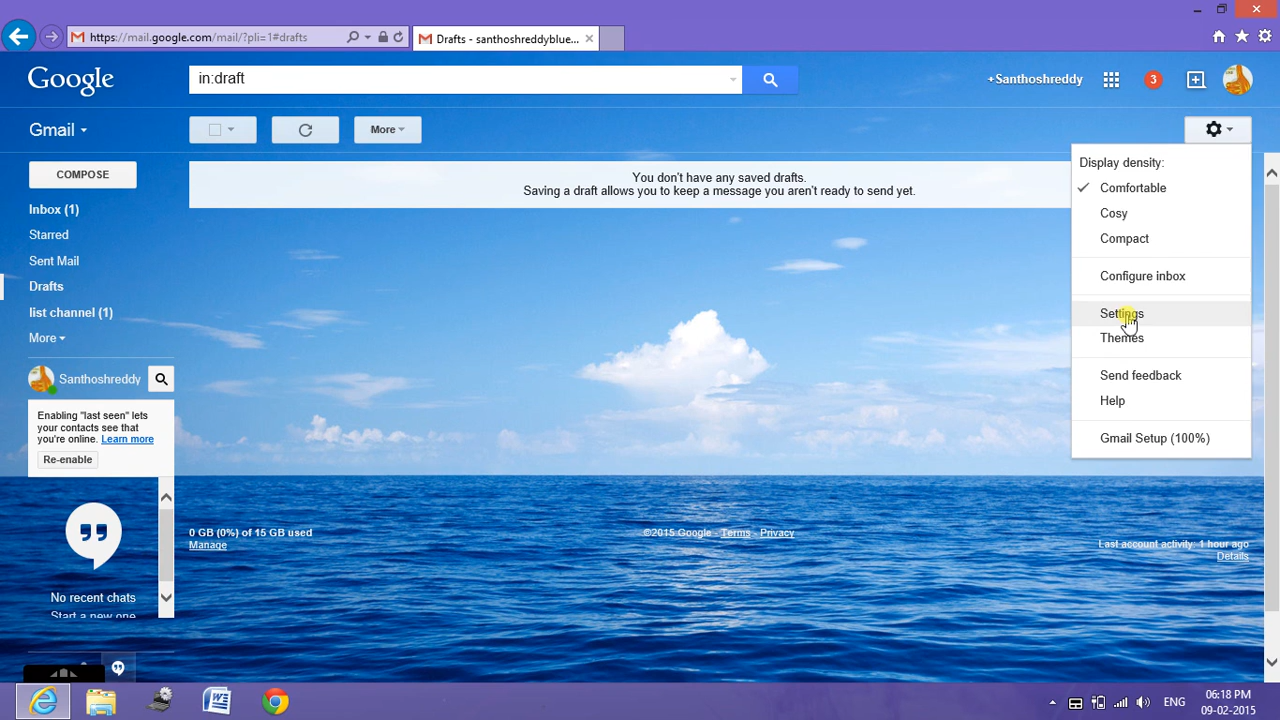 https://mail.google.com/mail/?pli=1#drafts
Drafts - santhoshreddyblue...
Google
in:draft
+Santhoshreddy
3
Gmail
More
COMPOSE
Inbox (1)
Starred
Sent Mail
Drafts
list channel (1)
More
Santhoshreddy
Enabling "last seen" lets
your contacts see that
you're online. Learn more
Re-enable
No recent chats
Start a new one
You don't have any saved drafts.
Saving a draft allows you to keep a message you aren't ready to send yet.
Display density:
Comfortable
Cosy
Compact
Configure inbox
Settings
Themes
Send feedback
Help
Gmail Setup (100%)
0 GB (0%) of 15 GB used
Manage
©2015 Google - Terms - Privacy
Last account activity: 1 hour ago
Details
ENG
06:18 PM
09-02-2015